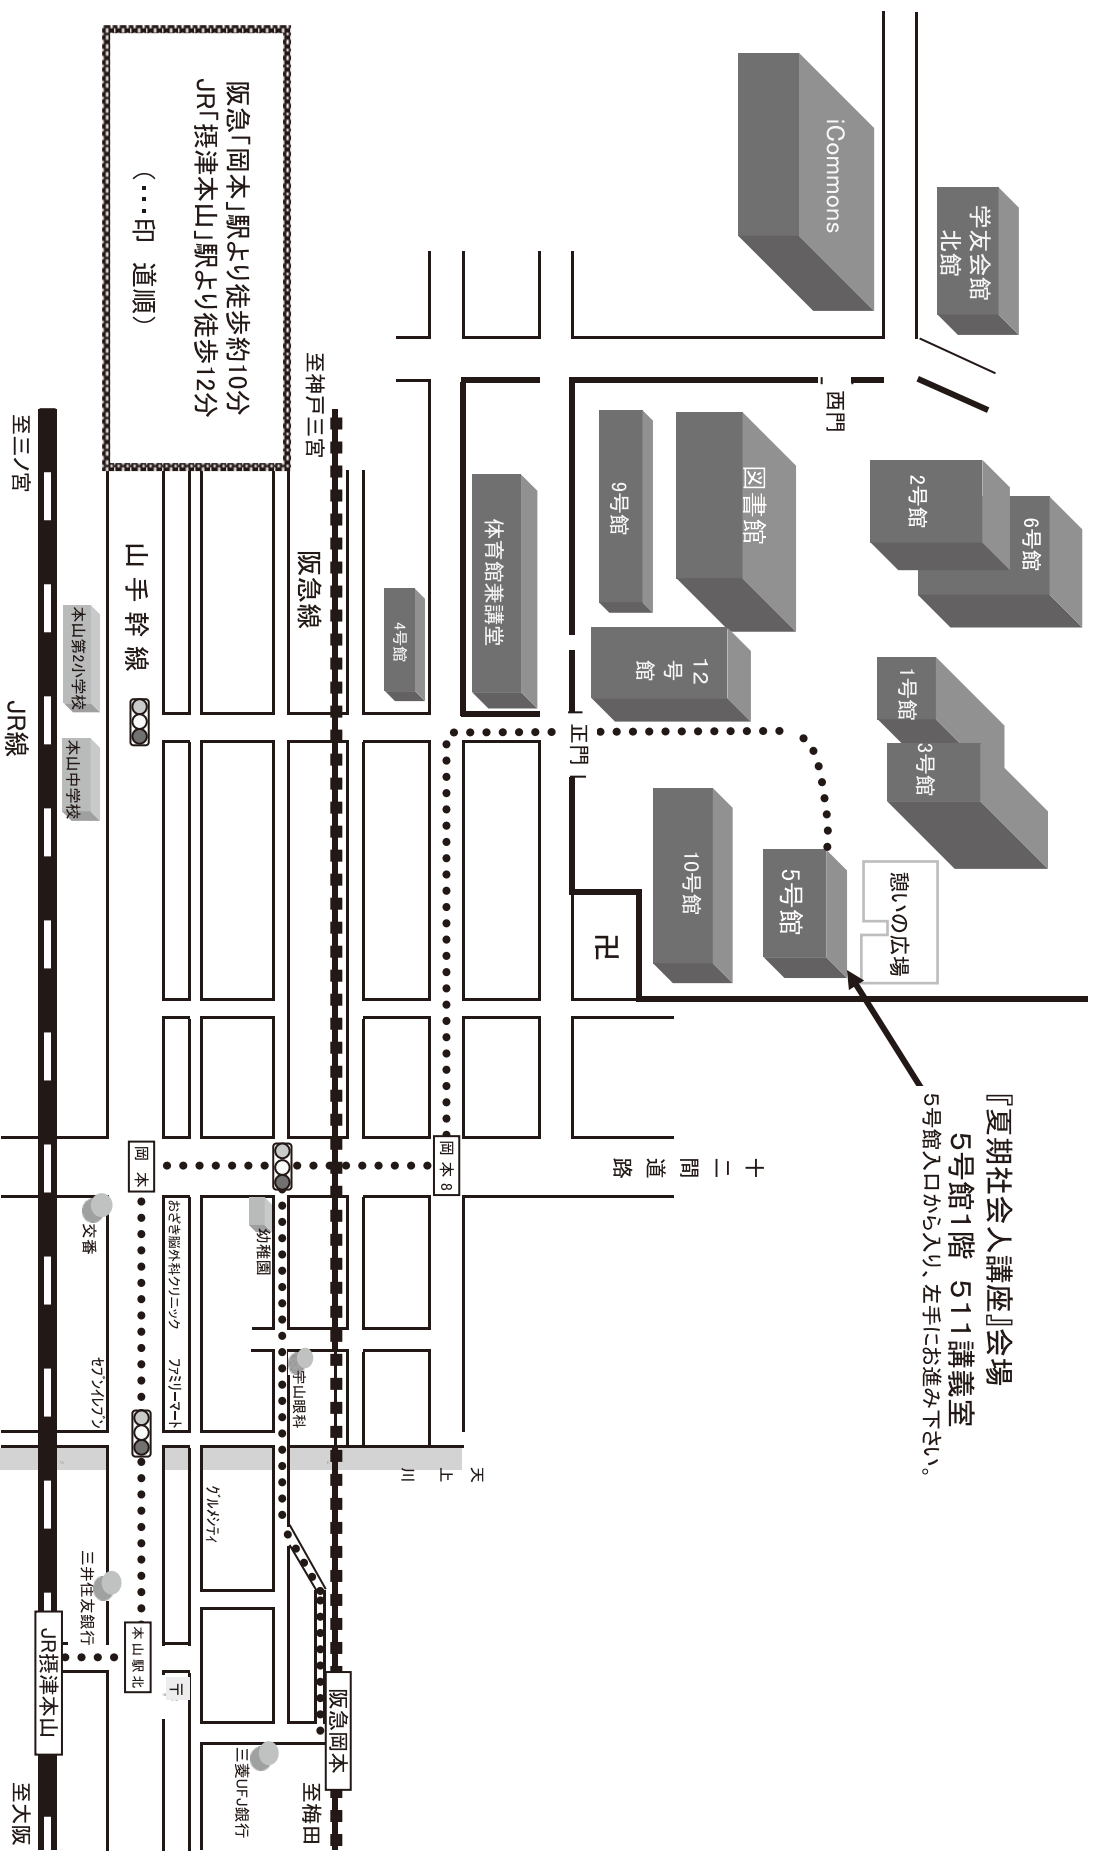 『夏期社会人講座』会場
5号館1階 511講義室
5号館入口から入り、左手にお進み下さい。
学友会館
北館
iCommons
西門
6号館
2号館
図書館
9号館
1号館
3号館
12
号
館
体育館兼講堂
4号館
正門
憩いの広場
5号館
10号館
卍
十二間道路
岡本8
天上川
至神戸三宮
阪急線
阪急「岡本」駅より徒歩約10分
JR「摂津本山」駅より徒歩12分
(・・・印 道順)
山手幹線
至三ノ宮
本山第2小学校
本山中学校
JR線
岡本
交番
幼稚園
おざき脳外科クリニック
ファミリーマート
セブンイレブン
宇山眼科
グルメシティ
三井住友銀行
本山駅北
〒
JR摂津本山
阪急岡本
三菱UFJ銀行
至梅田
至大阪